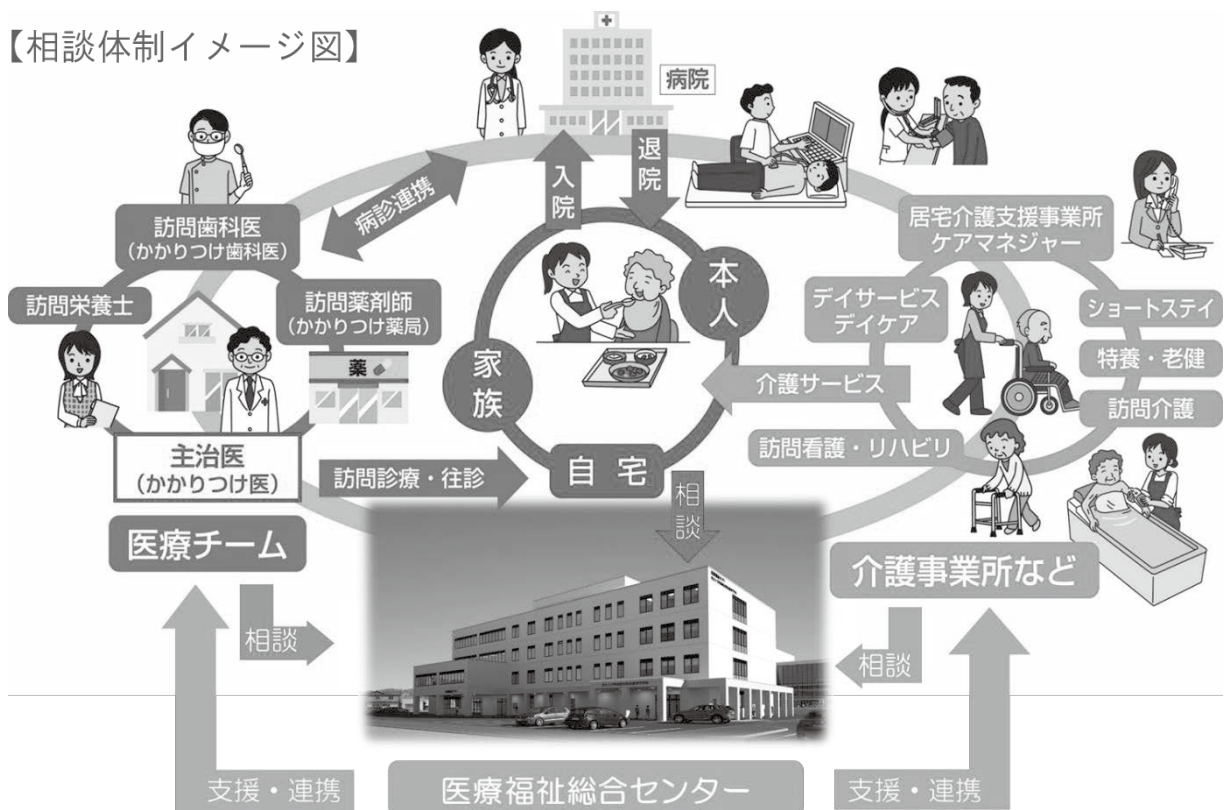 【相談体制イメージ図】
病院
入院
退院
病診連携
訪問歯科医
(かかりつけ歯科医)
訪問栄養士
訪問薬剤師
(かかりつけ薬局)
薬
主治医
(かかりつけ医)
医療チーム
訪問診療・往診
本人
家族
自宅
居宅介護支援事業所
ケアマネジャー
デイサービス
デイケア
ショートステイ
特養・老健
訪問介護
介護サービス
訪問看護・リハビリ
介護事業所など
相談
相談
相談
支援・連携
医療福祉総合センター
支援・連携